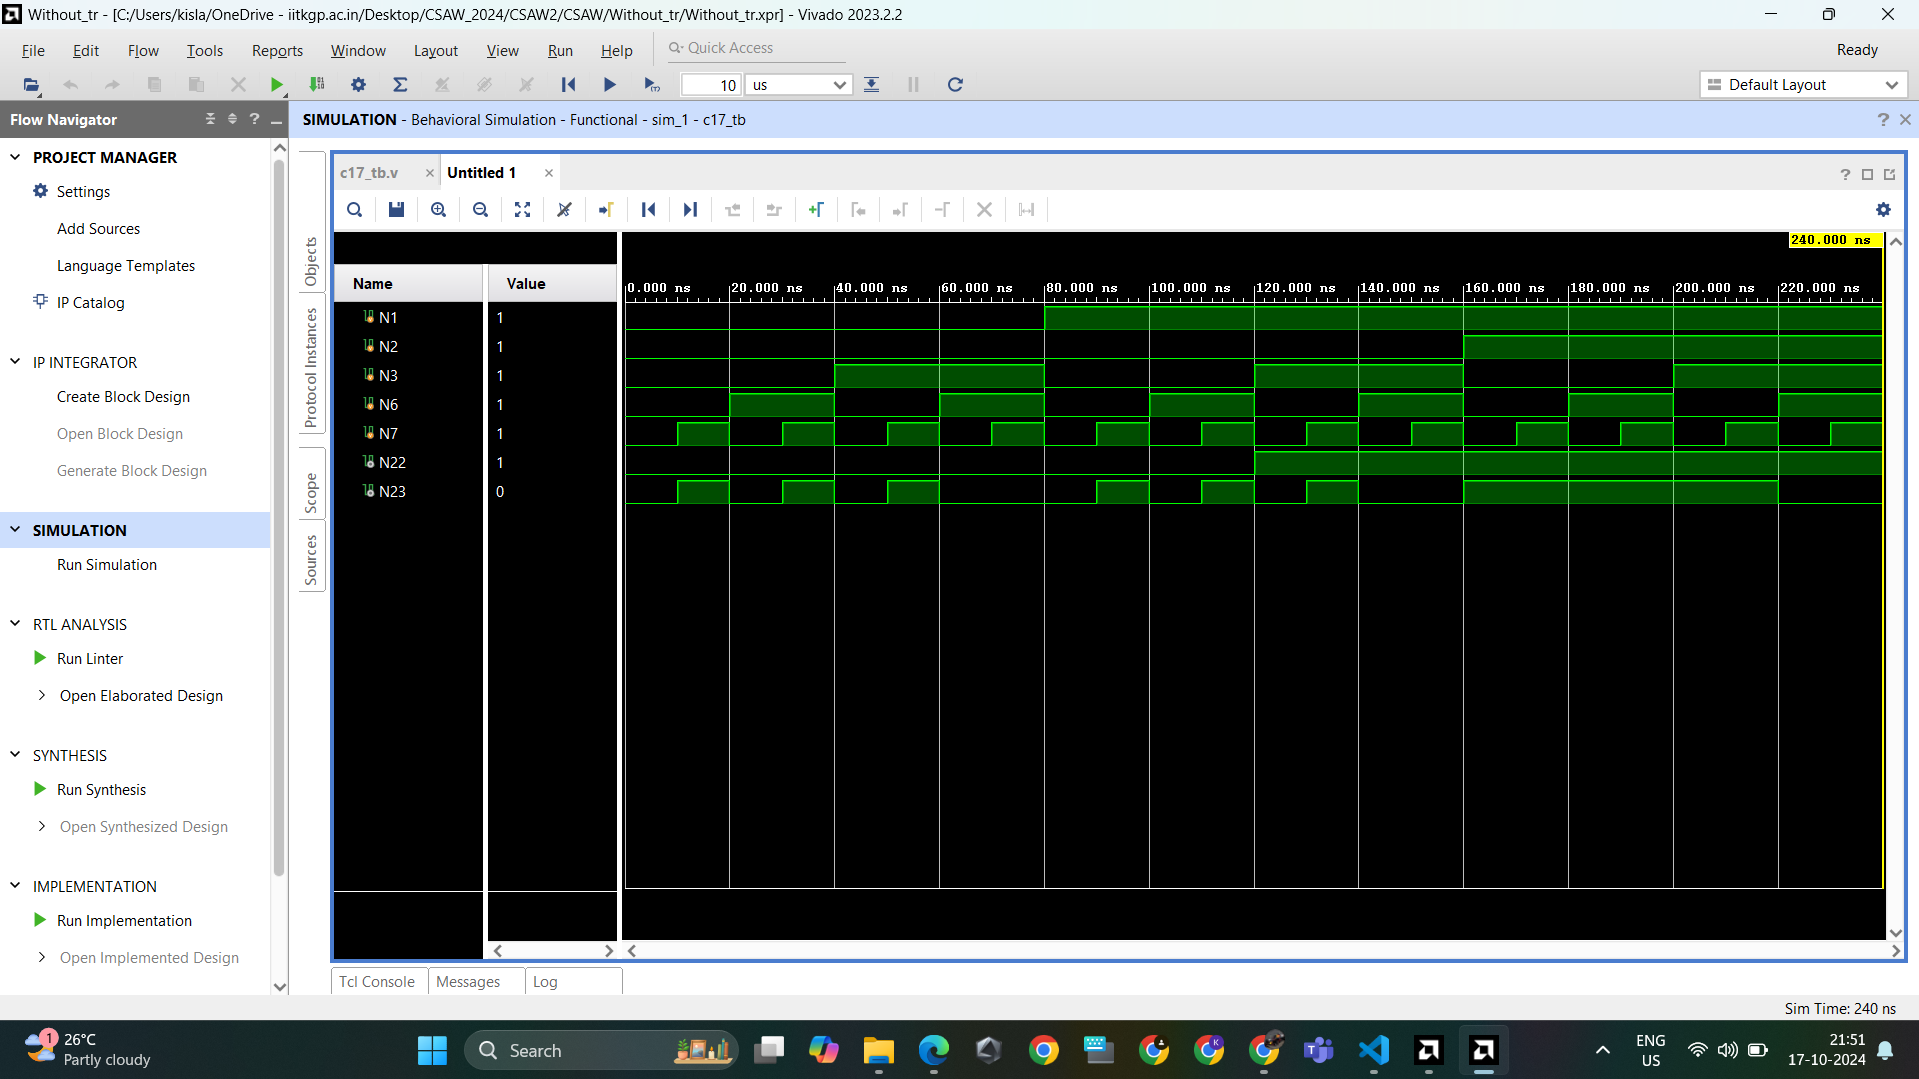 Without_tr - [C:/Users/kisla/OneDrive - iitkgp.ac.in/Desktop/CSAW_2024/CSAW2/CSAW/Without_tr/Without_tr.xpr] - Vivado 2023.2.2
File Edit Flow Tools Reports Window Layout View Run Help Quick Access Ready
10 us Default Layout
Flow Navigator
SIMULATION - Behavioral Simulation - Functional - sim_1 - c17_tb
PROJECT MANAGER
Settings
Add Sources
Language Templates
IP Catalog
IP INTEGRATOR
Create Block Design
Open Block Design
Generate Block Design
SIMULATION
Run Simulation
RTL ANALYSIS
Run Linter
Open Elaborated Design
SYNTHESIS
Run Synthesis
Open Synthesized Design
IMPLEMENTATION
Run Implementation
Open Implemented Design
Objects
Protocol Instances
Scope
Sources
c17_tb.v Untitled 1
240.000 ns
Name Value
0.000 ns 20.000 ns 40.000 ns 60.000 ns 80.000 ns 100.000 ns 120.000 ns 140.000 ns 160.000 ns 180.000 ns 200.000 ns 220.000 ns
N1 1
N2 1
N3 1
N6 1
N7 1
N22 1
N23 0
Tcl Console Messages Log
Sim Time: 240 ns
1
26°C
Partly cloudy
Search
K
ENG
US
21:51
17-10-2024